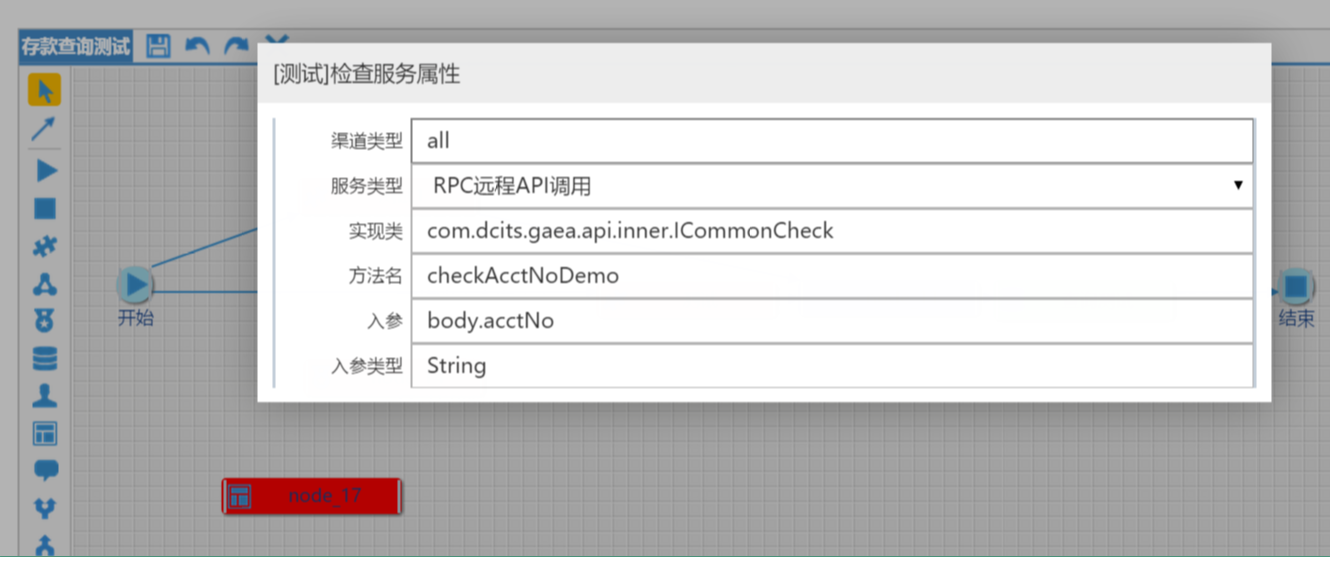 存款查询测试
[测试]检查服务属性
渠道类型 all
服务类型 RPC远程API调用
实现类 com.dcits.gaea.api.inner.ICommonCheck
方法名 checkAcctNoDemo
入参 body.acctNo
入参类型 String
开始
结束
node_17